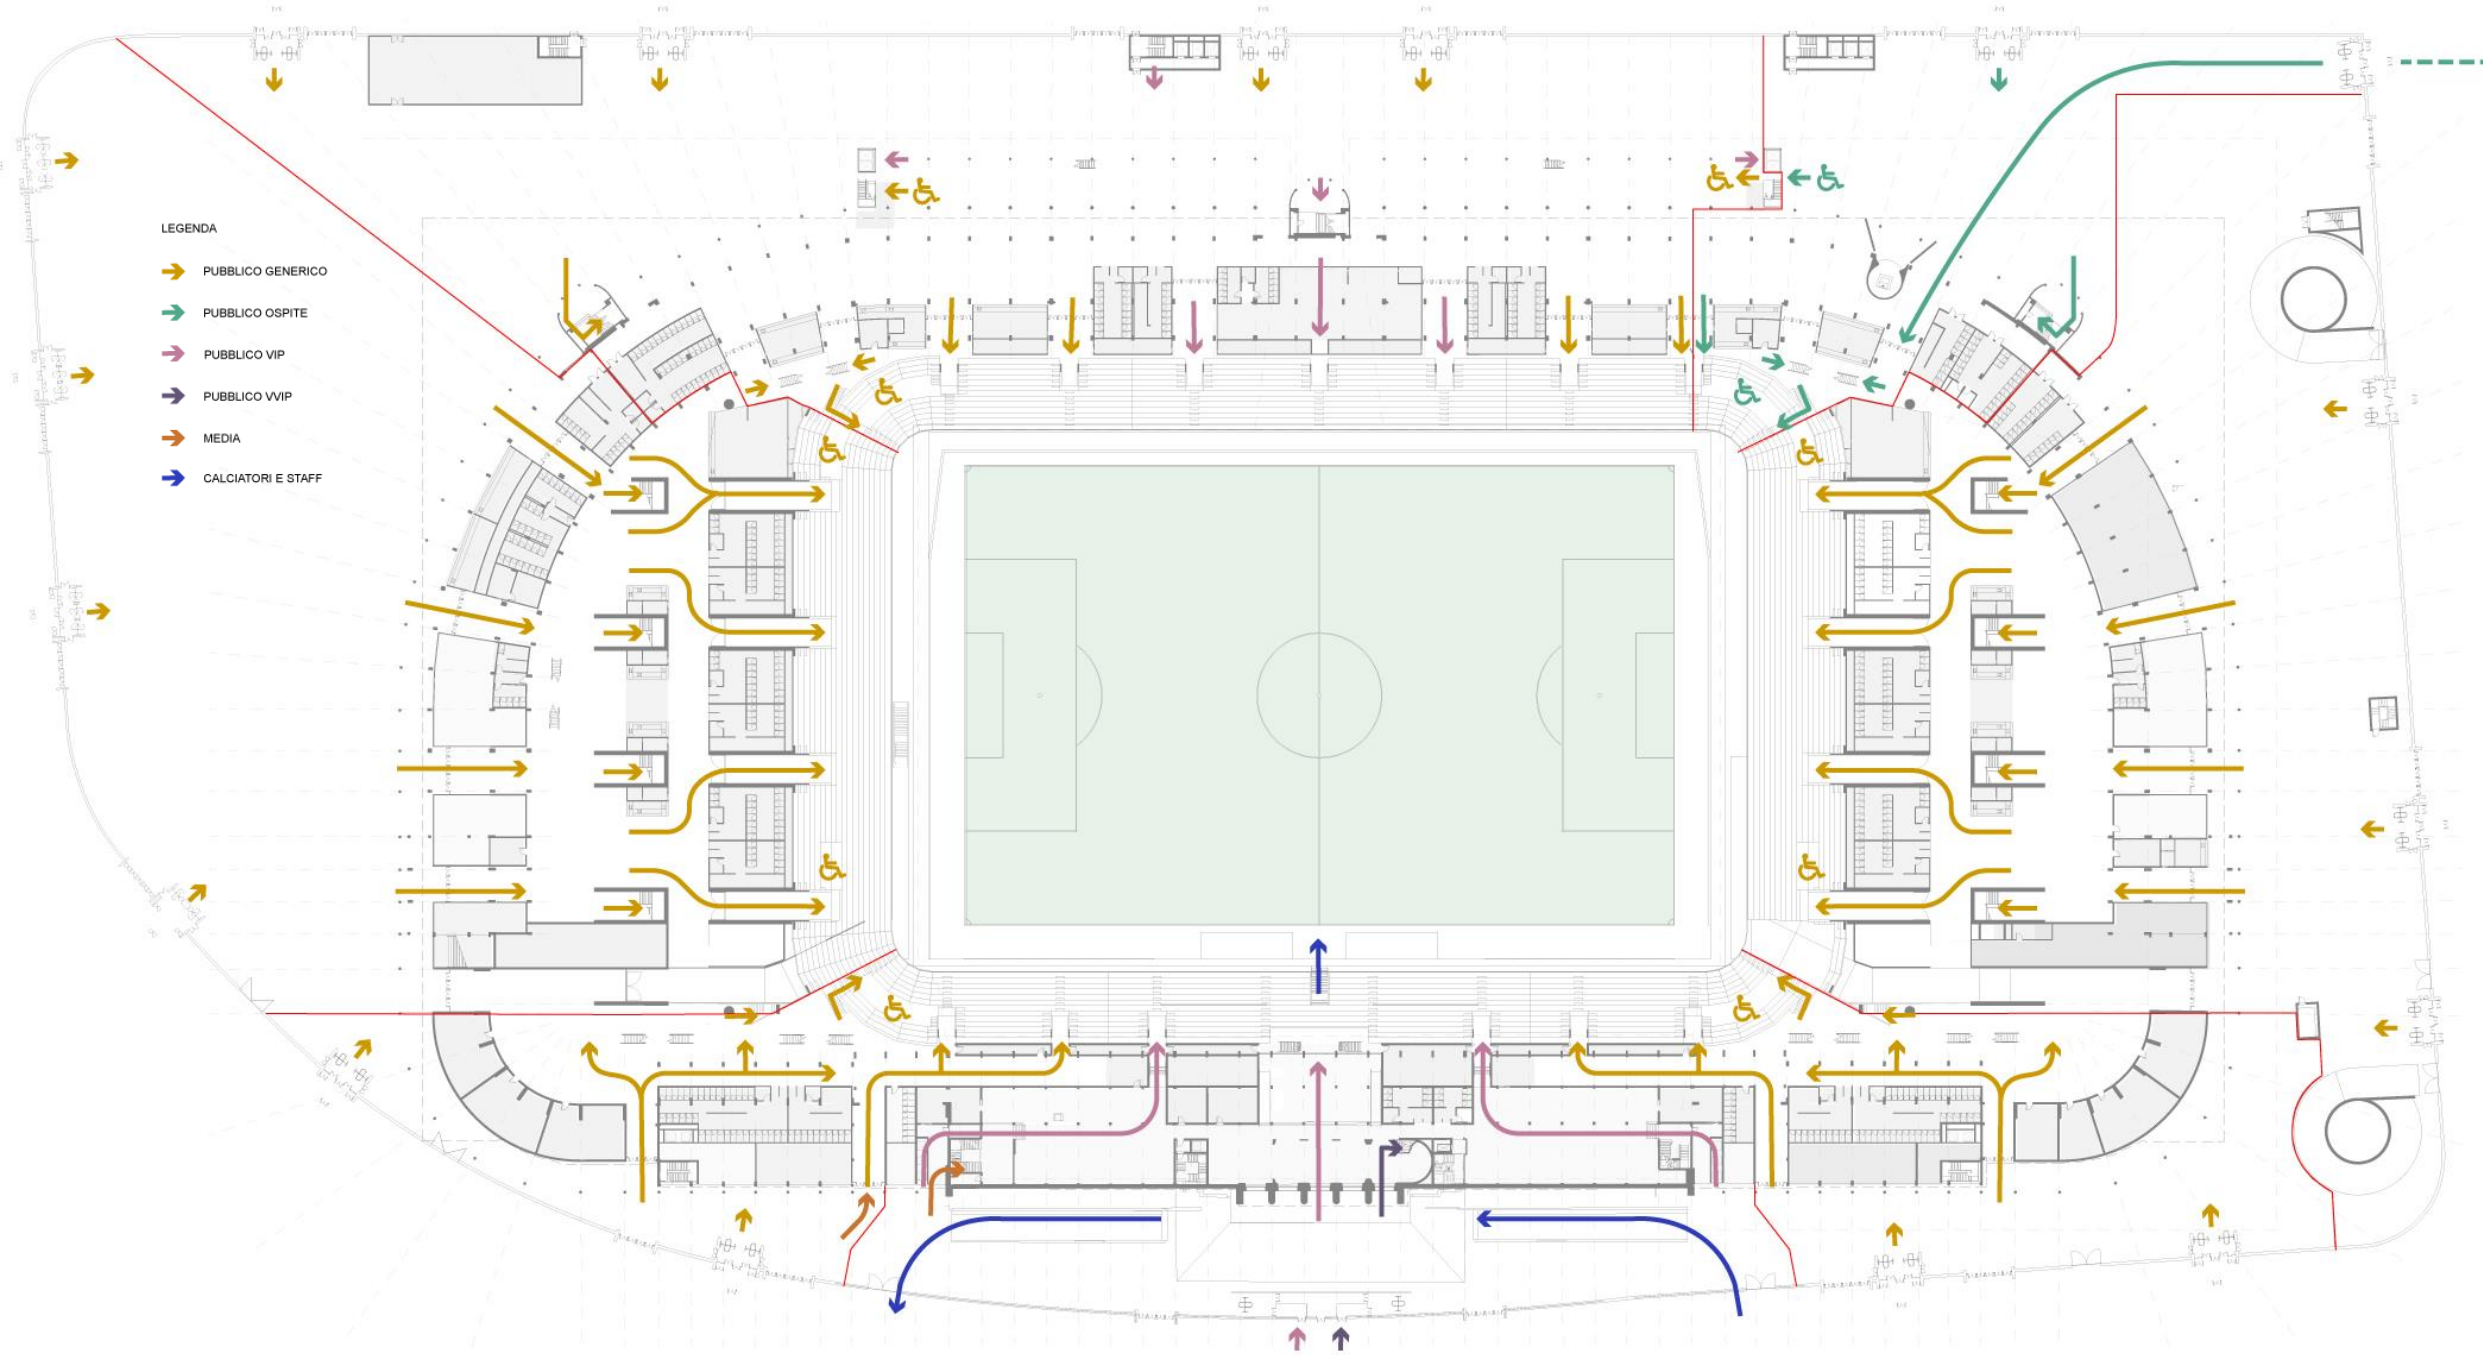 LEGENDA
PUBBLICO GENERICO
PUBBLICO OSPITE
PUBBLICO VIP
PUBBLICO VVIP
MEDIA
CALCIATORI E STAFF